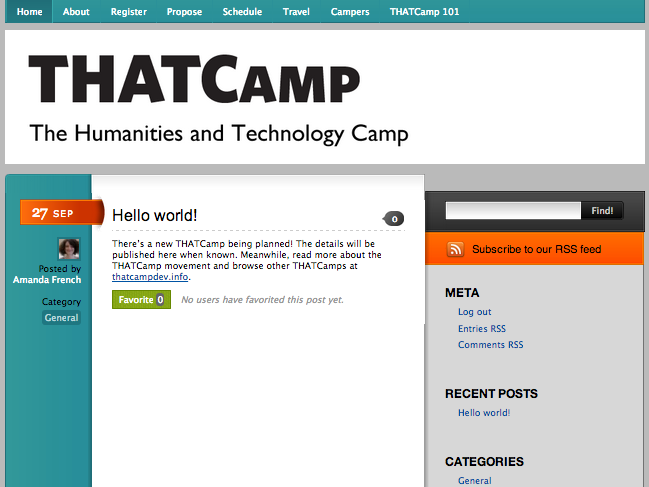 Home About Register Propose Schedule Travel Campers THATCamp 101
THATCAMP
The Humanities and Technology Camp
27 SEP
Posted by
Amanda French
Category
General
Hello world!
0
There's a new THATCamp being planned! The details will be
published here when known. Meanwhile, read more about the
THATCamp movement and browse other THATCamps at
thatcampdev.info.
Favorite 0 No users have favorited this post yet.
Find!
Subscribe to our RSS feed
META
Log out
Entries RSS
Comments RSS
RECENT POSTS
Hello world!
CATEGORIES
General